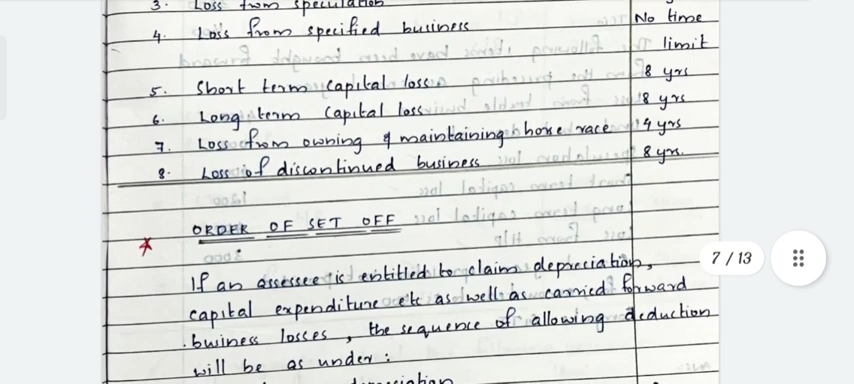 3. Loss from speculation
4. Loss from specified business No time
limit
5. Short term capital loss 8 yrs
6. Long term capital loss 8 yrs
7. Loss from owning & maintaining horse race 4 yrs
8. Loss of discontinued business 8 yrs.
* ORDER OF SET OFF
If an assessee is entitled to claim depreciation,
capital expenditure etc as well as carried forward
business losses, the sequence of allowing deduction
will be as under:
depreciation
7 / 13